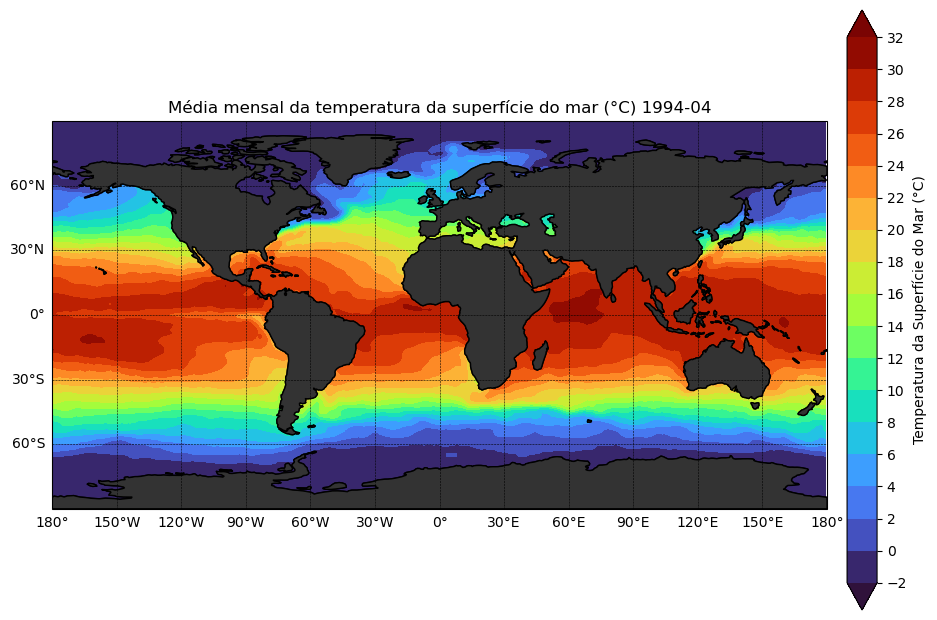 Média mensal da temperatura da superfície do mar (°C) 1994-04
60°N
30°N
0°
30°S
60°S
180°
150°W
120°W
90°W
60°W
30°W
0°
30°E
60°E
90°E
120°E
150°E
180°
32
30
28
26
24
22
20
18
16
14
12
10
8
6
4
2
0
−2
Temperatura da Superfície do Mar (°C)